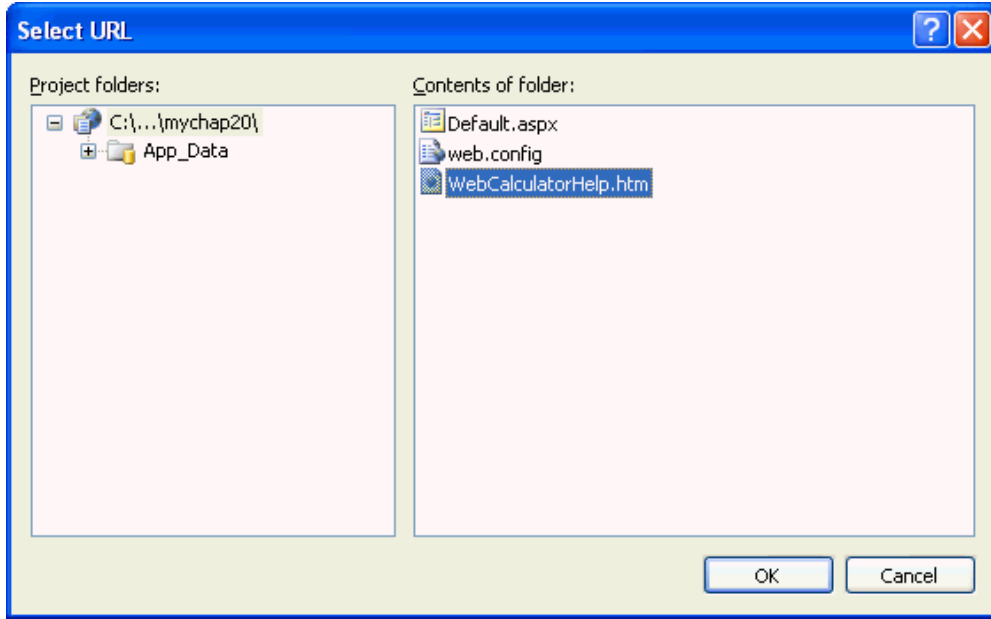 Select URL
Project folders:
C:\...\mychap20\
App_Data
Contents of folder:
Default.aspx
web.config
WebCalculatorHelp.htm
OK
Cancel